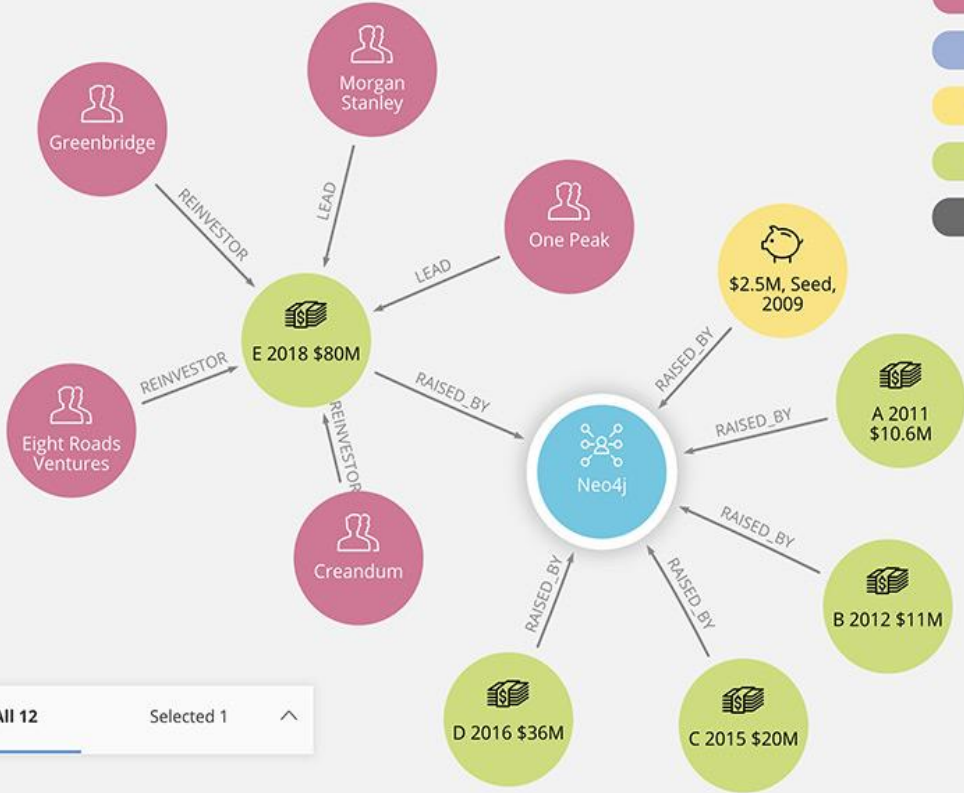 Morgan
Stanley
Greenbridge
REINVESTOR
LEAD
One Peak
LEAD
$2.5M, Seed,
2009
E 2018 $80M
RAISED_BY
REINVESTOR
RAISED_BY
A 2011
$10.6M
RAISED_BY
Eight Roads
Ventures
REINVESTOR
Neo4j
RAISED_BY
Creandum
RAISED_BY
RAISED_BY
B 2012 $11M
D 2016 $36M
C 2015 $20M
All 12
Selected 1